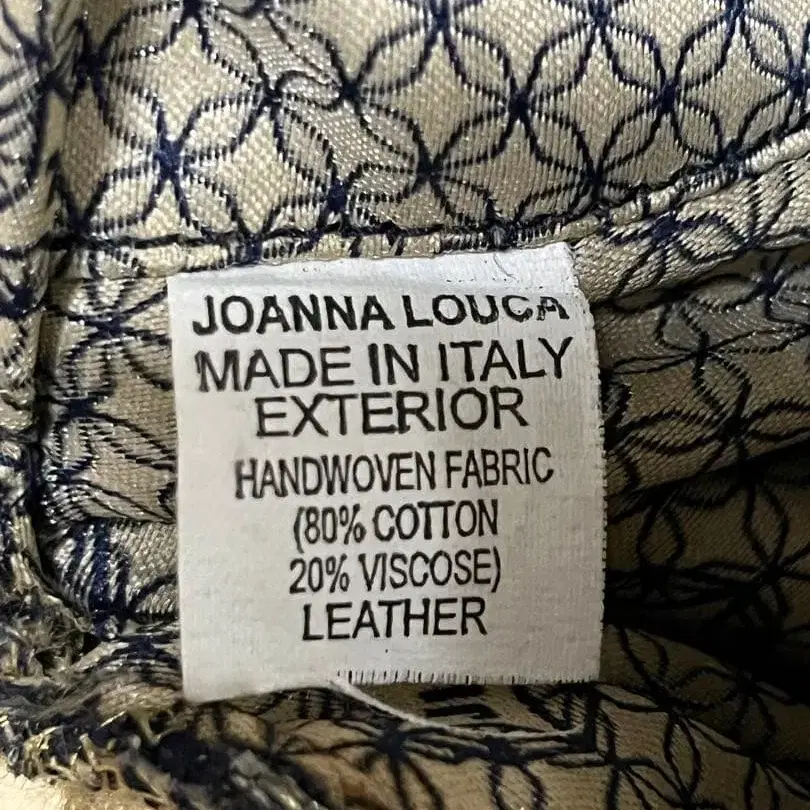 JOANNA LOUCA
MADE IN ITALY
EXTERIOR
HANDWOVEN FABRIC
(80% COTTON
20% VISCOSE)
LEATHER